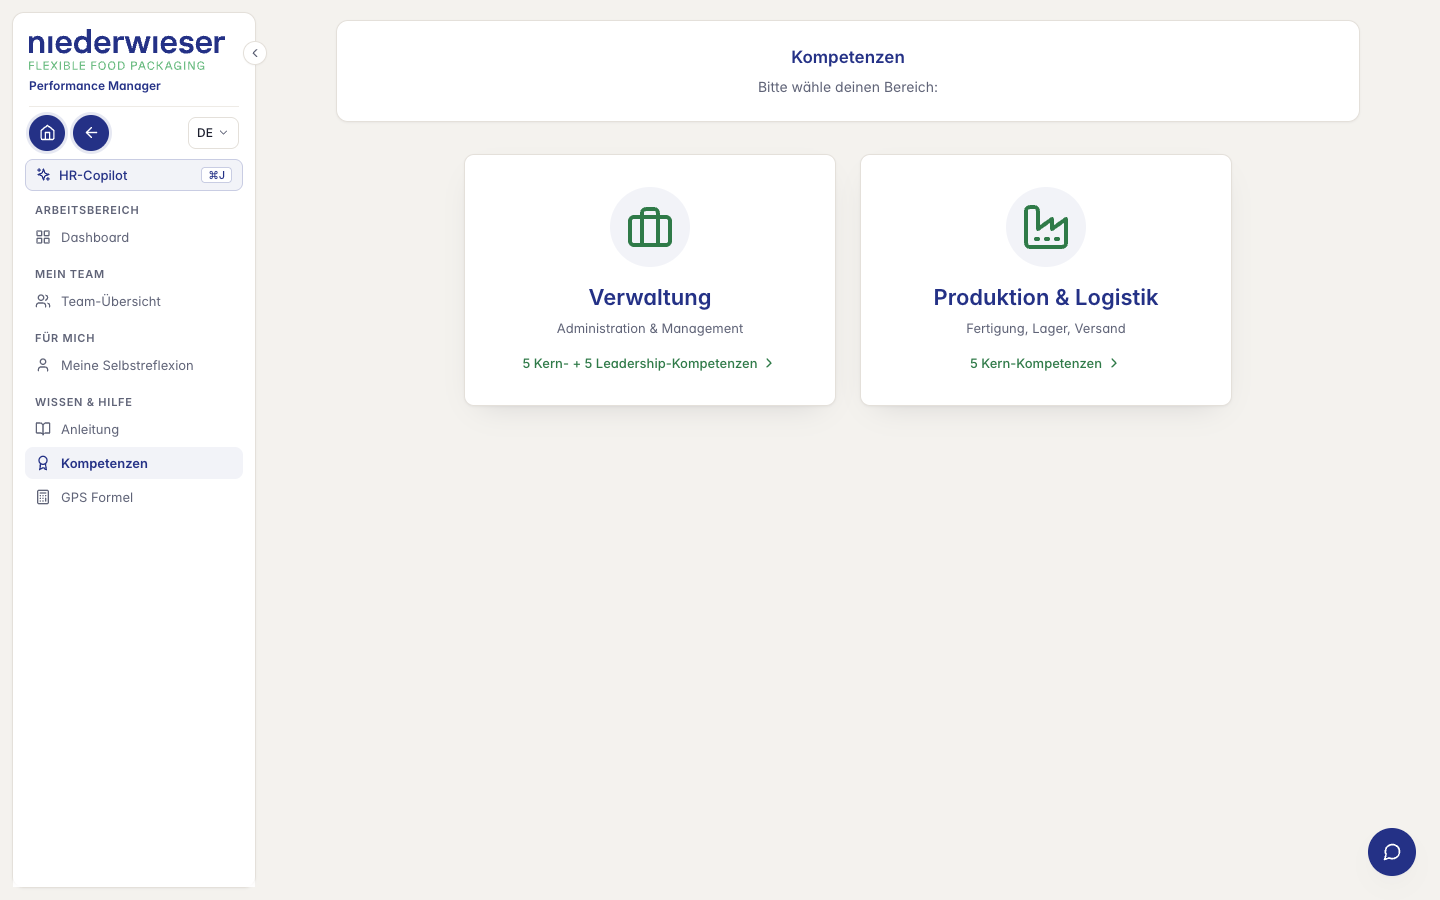 niederwieser
FLEXIBLE FOOD PACKAGING
Performance Manager
DE
HR-Copilot
⌘J
ARBEITSBEREICH
Dashboard
MEIN TEAM
Team-Übersicht
FÜR MICH
Meine Selbstreflexion
WISSEN & HILFE
Anleitung
Kompetenzen
GPS Formel
Kompetenzen
Bitte wähle deinen Bereich:
Verwaltung
Administration & Management
5 Kern- + 5 Leadership-Kompetenzen
Produktion & Logistik
Fertigung, Lager, Versand
5 Kern-Kompetenzen